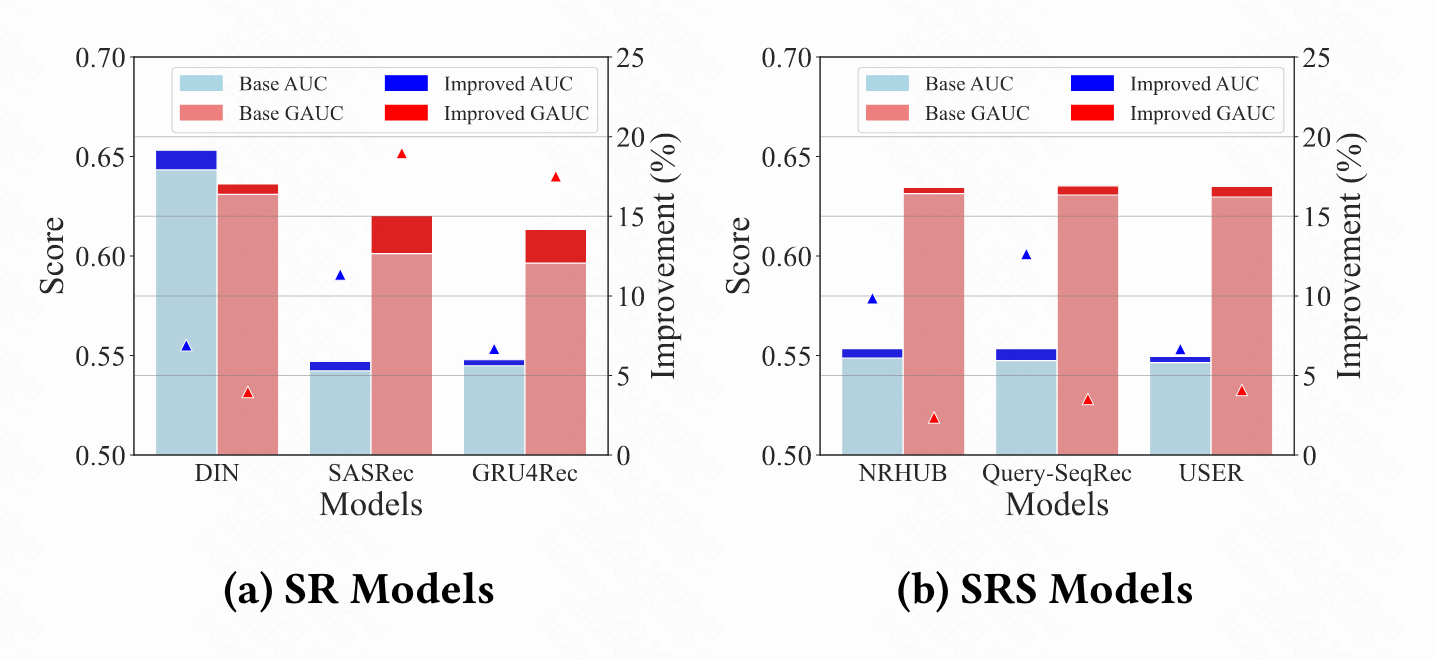 0.70
0.65
0.60
0.55
0.50
Score
25
20
15
10
5
0
Improvement (%)
Base AUC
Base GAUC
Improved AUC
Improved GAUC
DIN
SASRec
GRU4Rec
Models
(a) SR Models
0.70
0.65
0.60
0.55
0.50
Score
25
20
15
10
5
0
Improvement (%)
Base AUC
Base GAUC
Improved AUC
Improved GAUC
NRHUB
Query-SeqRec
USER
Models
(b) SRS Models